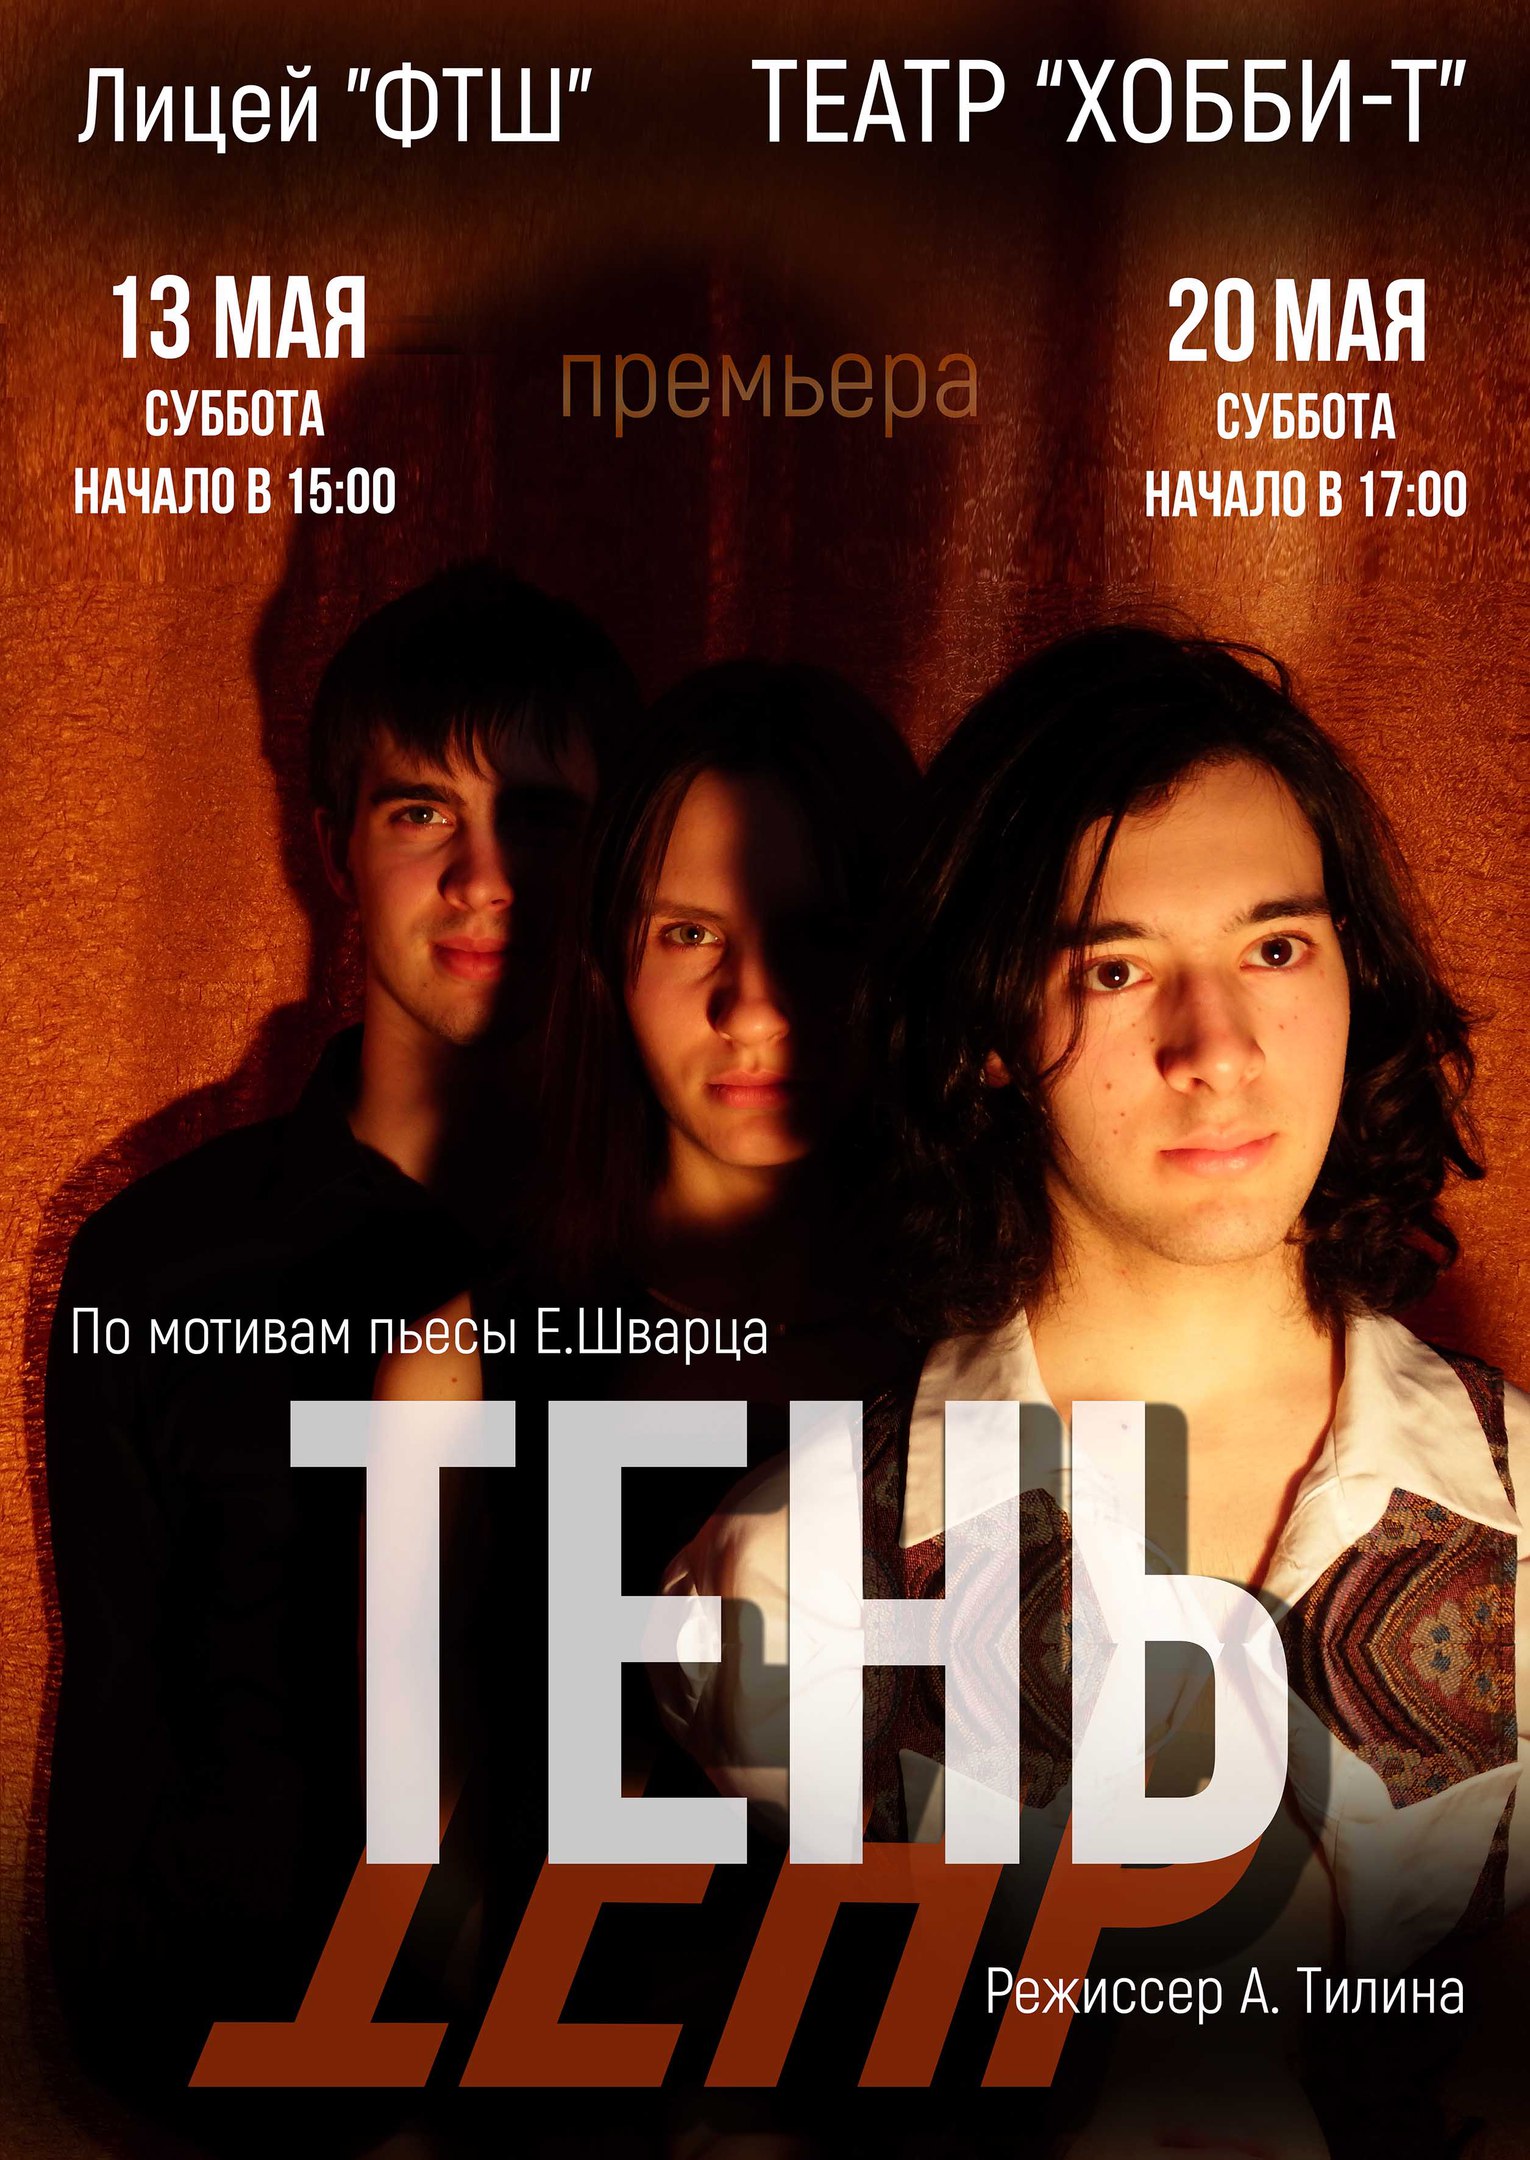 Лицей "ФТШ"
ТЕАТР “ХОББИ-Т”
13 МАЯ
СУББОТА
НАЧАЛО В 15:00
премьера
20 МАЯ
СУББОТА
НАЧАЛО В 17:00
По мотивам пьесы Е.Шварца
ТЕНЬ
Режиссер А. Тилина